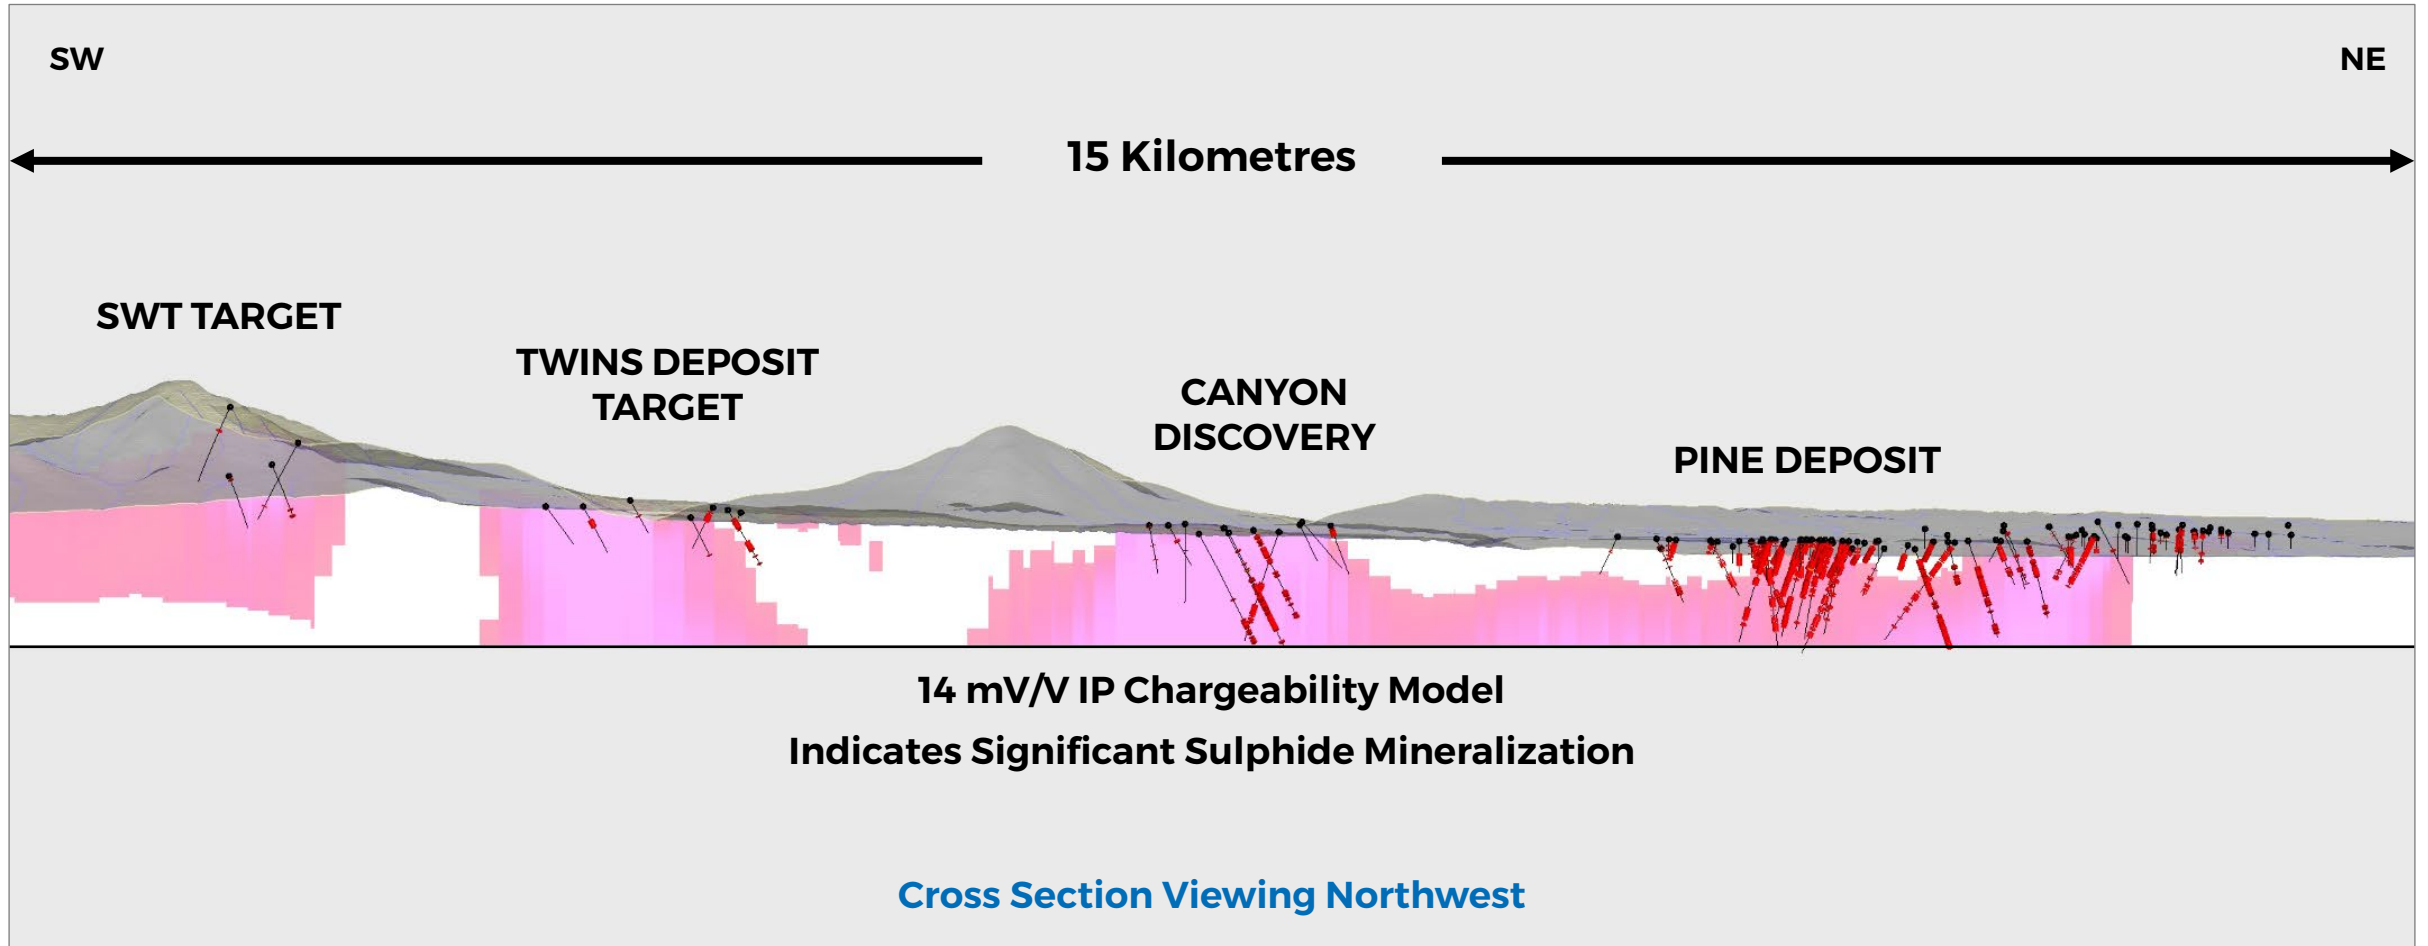 SW
NE
15 Kilometres
SWT TARGET
TWINS DEPOSIT
TARGET
CANYON
DISCOVERY
PINE DEPOSIT
14 mV/V IP Chargeability Model
Indicates Significant Sulphide Mineralization
Cross Section Viewing Northwest